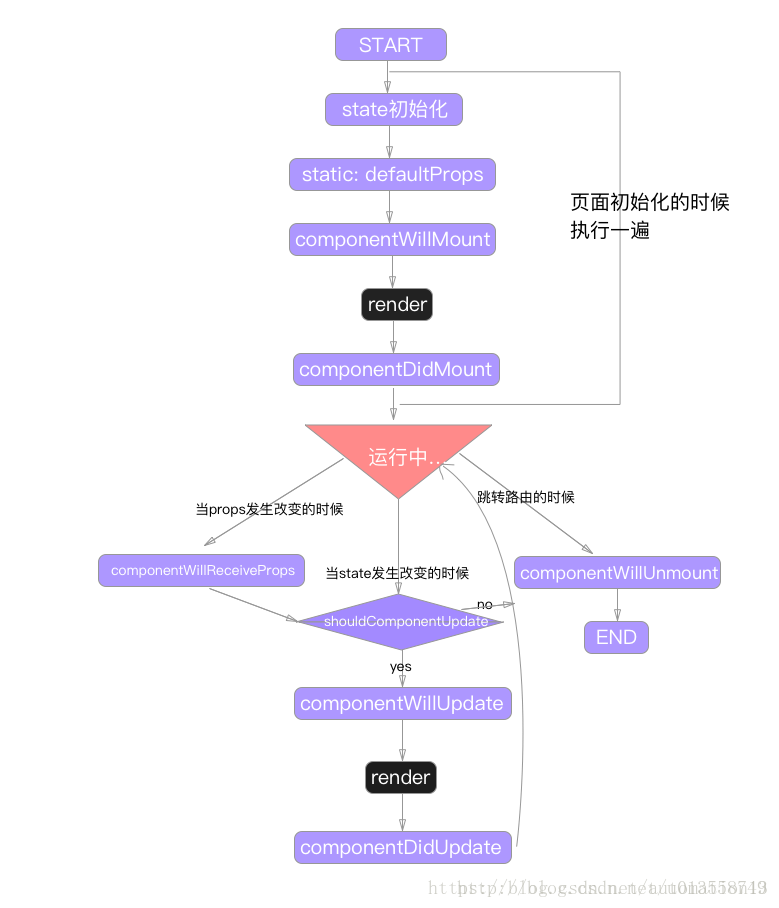 START
state初始化
static: defaultProps
页面初始化的时候
执行一遍
componentWillMount
render
componentDidMount
运行中...
当props发生改变的时候
跳转路由的时候
componentWillReceiveProps
当state发生改变的时候
componentWillUnmount
no
shouldComponentUpdate
END
yes
componentWillUpdate
render
componentDidUpdate